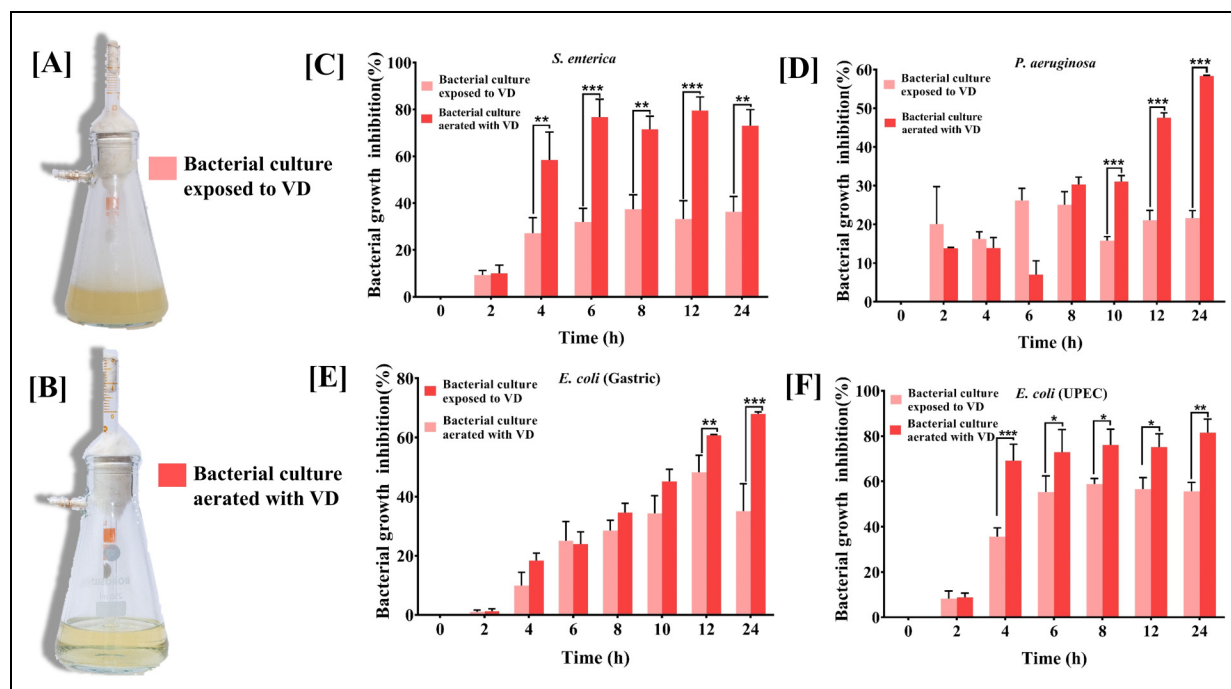 [A]
Bacterial culture
exposed to VD
[B]
Bacterial culture
aerated with VD
[C]
S. enterica
Bacterial culture
exposed to VD
Bacterial culture
aerated with VD
Bacterial growth inhibition(%)
100
80
60
40
20
0
** *** ** *** **
0 2 4 6 8 12 24
Time (h)
[D]
P. aeruginosa
Bacterial culture
exposed to VD
Bacterial culture
aerated with VD
Bacterial growth inhibition(%)
60
50
40
30
20
10
0
*** *** ***
0 2 4 6 8 10 12 24
Time (h)
[E]
E. coli (Gastric)
Bacterial culture
exposed to VD
Bacterial culture
aerated with VD
Bacterial growth inhibition(%)
80
60
40
20
0
** ***
0 2 4 6 8 10 12 24
Time (h)
[F]
E. coli (UPEC)
Bacterial culture
exposed to VD
Bacterial culture
aerated with VD
Bacterial growth inhibition(%)
100
80
60
40
20
0
*** * * * **
0 2 4 6 8 12 24
Time (h)